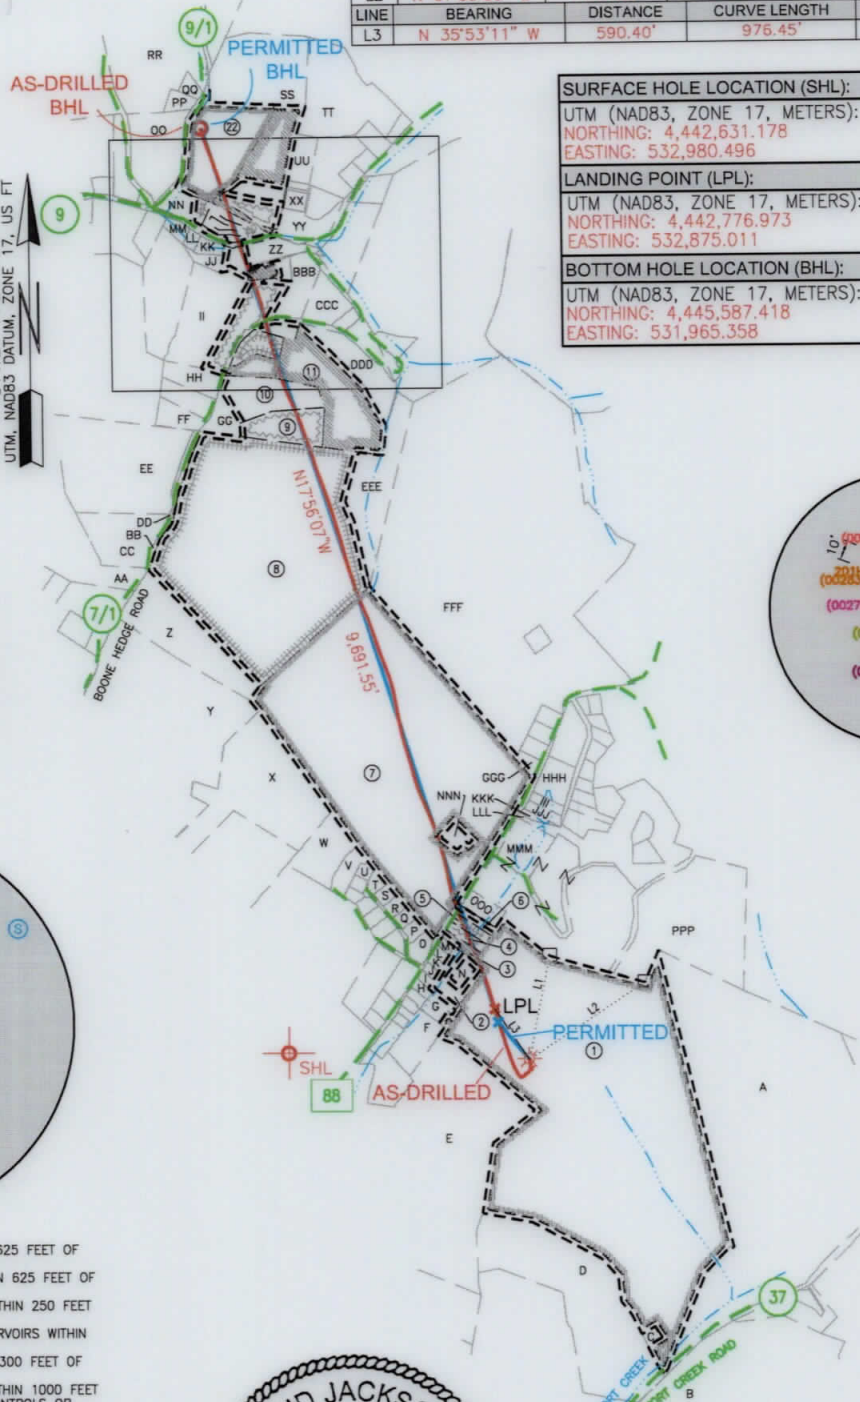 LINE BEARING DISTANCE CURVE LENGTH
L3 N 35°53'11" W 590.40' 976.45'
SURFACE HOLE LOCATION (SHL):
UTM (NAD83, ZONE 17, METERS):
NORTHING: 4,442,631.178
EASTING: 532,980.496
LANDING POINT (LPL):
UTM (NAD83, ZONE 17, METERS):
NORTHING: 4,442,776.973
EASTING: 532,875.011
BOTTOM HOLE LOCATION (BHL):
UTM (NAD83, ZONE 17, METERS):
NORTHING: 4,445,587.418
EASTING: 531,965.358
9/1
RR
PERMITTED
BHL
AS-DRILLED
BHL
QQ
PP
SS
TT
OO
22
UU
UTM, NAD83 DATUM, ZONE 17, US FT
N
9
NN
XX
MM
LL
YY
KK
JJ
ZZ
BBB
CCC
II
DDD
HH
11
10
FF
GG
9
EE
EEE
N17°56'07"W
DD
BB
CC
8
AA
7/1
BOONE HEDGE ROAD
Z
FFF
9,691.55'
Y
X
7
GGG
HHH
NNN
KKK
LLL
III
JJJ
W
MMM
V
U
T
S
R
Q
P
O
5
OOO
6
PPP
M
4
3
N
L1
L2
H
G
F
2
LPL
L3
PERMITTED
1
SHL
88
AS-DRILLED
A
E
D
37
ORT CREEK
ORT CREEK ROAD
B
10'
S
625 FEET OF
N 625 FEET OF
THIN 250 FEET
RVOIRS WITHIN
300 FEET OF
THIN 1000 FEET
JACKS